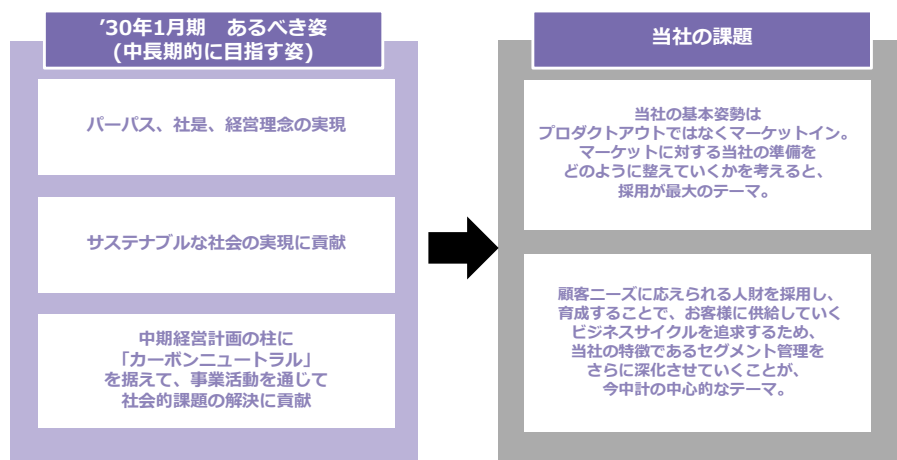 ’30年1月期　あるべき姿
(中長期的に目指す姿)
パーパス、社是、経営理念の実現
サステナブルな社会の実現に貢献
中期経営計画の柱に
「カーボンニュートラル」
を据えて、事業活動を通じて
社会的課題の解決に貢献
当社の課題
当社の基本姿勢は
プロダクトアウトではなくマーケットイン。
マーケットに対する当社の準備を
どのように整えていくかを考えると、
採用が最大のテーマ。
顧客ニーズに応えられる人財を採用し、
育成することで、お客様に供給していく
ビジネスサイクルを追求するため、
当社の特徴であるセグメント管理を
さらに深化させていくことが、
今中計の中心的なテーマ。